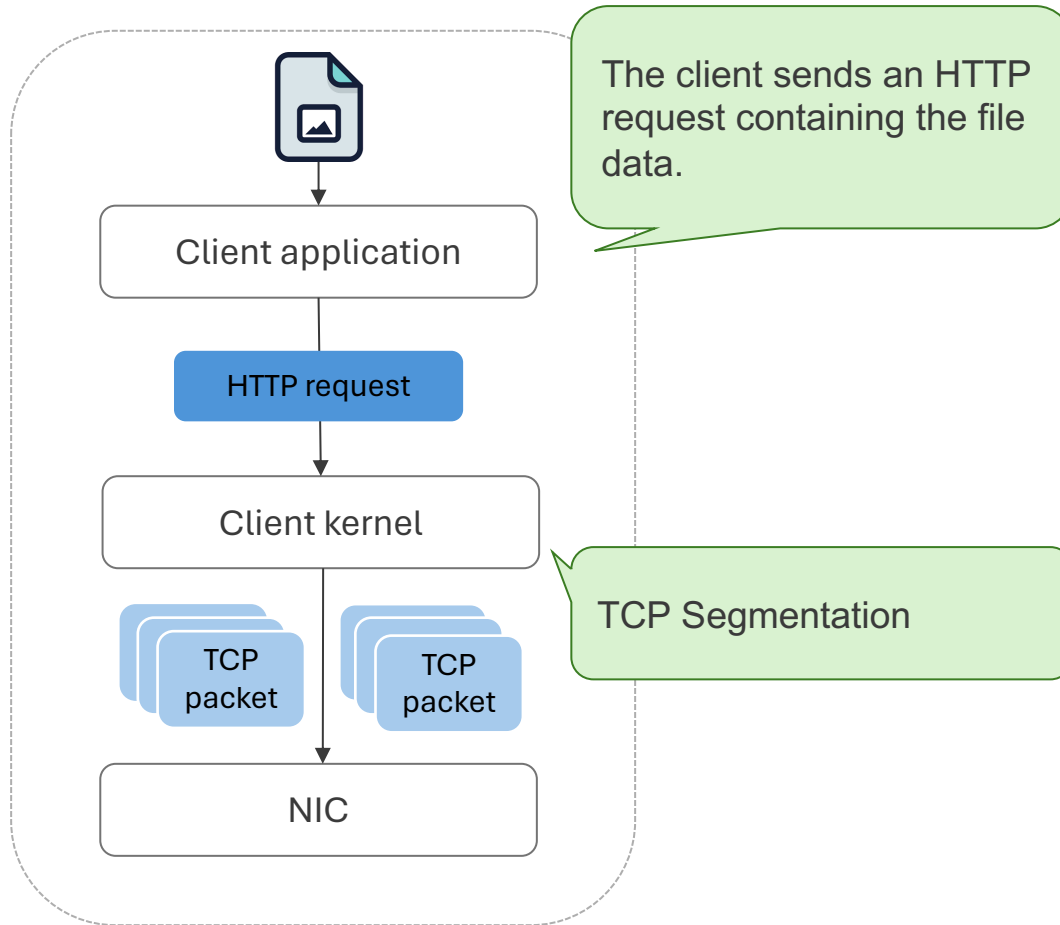 The client sends an HTTP
request containing the file
data.
Client application
HTTP request
Client kernel
TCP Segmentation
TCP
packet
TCP
packet
NIC